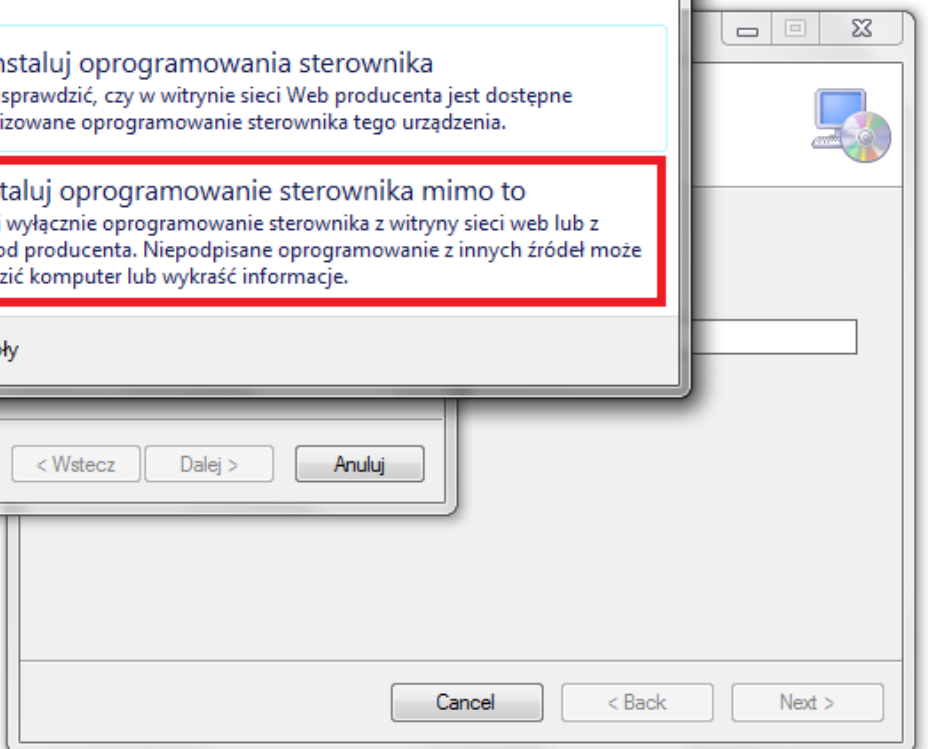 nstaluj oprogramowania sterownika
sprawdzić, czy w witrynie sieci Web producenta jest dostępne
izowane oprogramowanie sterownika tego urządzenia.
taluj oprogramowanie sterownika mimo to
i wyłącznie oprogramowanie sterownika z witryny sieci web lub z
od producenta. Niepodpisane oprogramowanie z innych źródeł może
zić komputer lub wykraść informacje.
oły
< Wstecz Dalej > Anuluj
Cancel < Back Next >